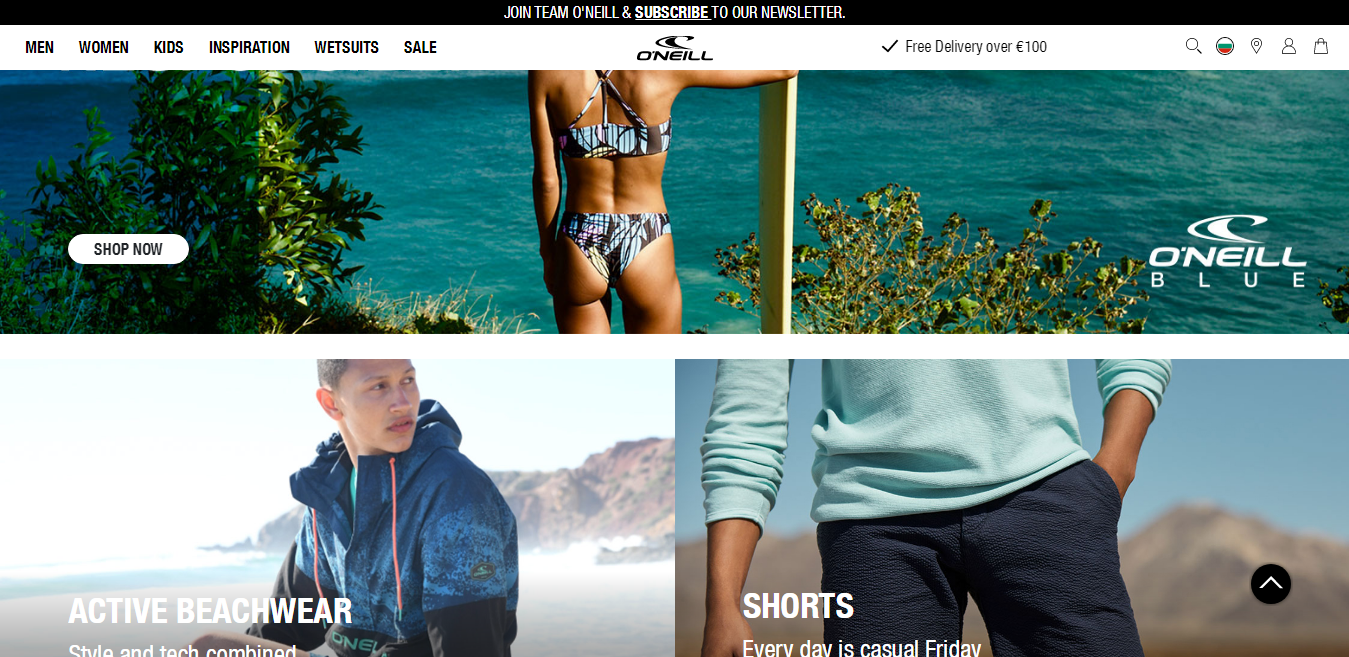 JOIN TEAM O'NEILL & SUBSCRIBE TO OUR NEWSLETTER.
MEN WOMEN KIDS INSPIRATION WETSUITS SALE
O'NEILL
Free Delivery over €100
SHOP NOW
O'NEILL
BLUE
O'NEILL
ACTIVE BEACHWEAR
Style and tech combined
SHORTS
Every day is casual Friday